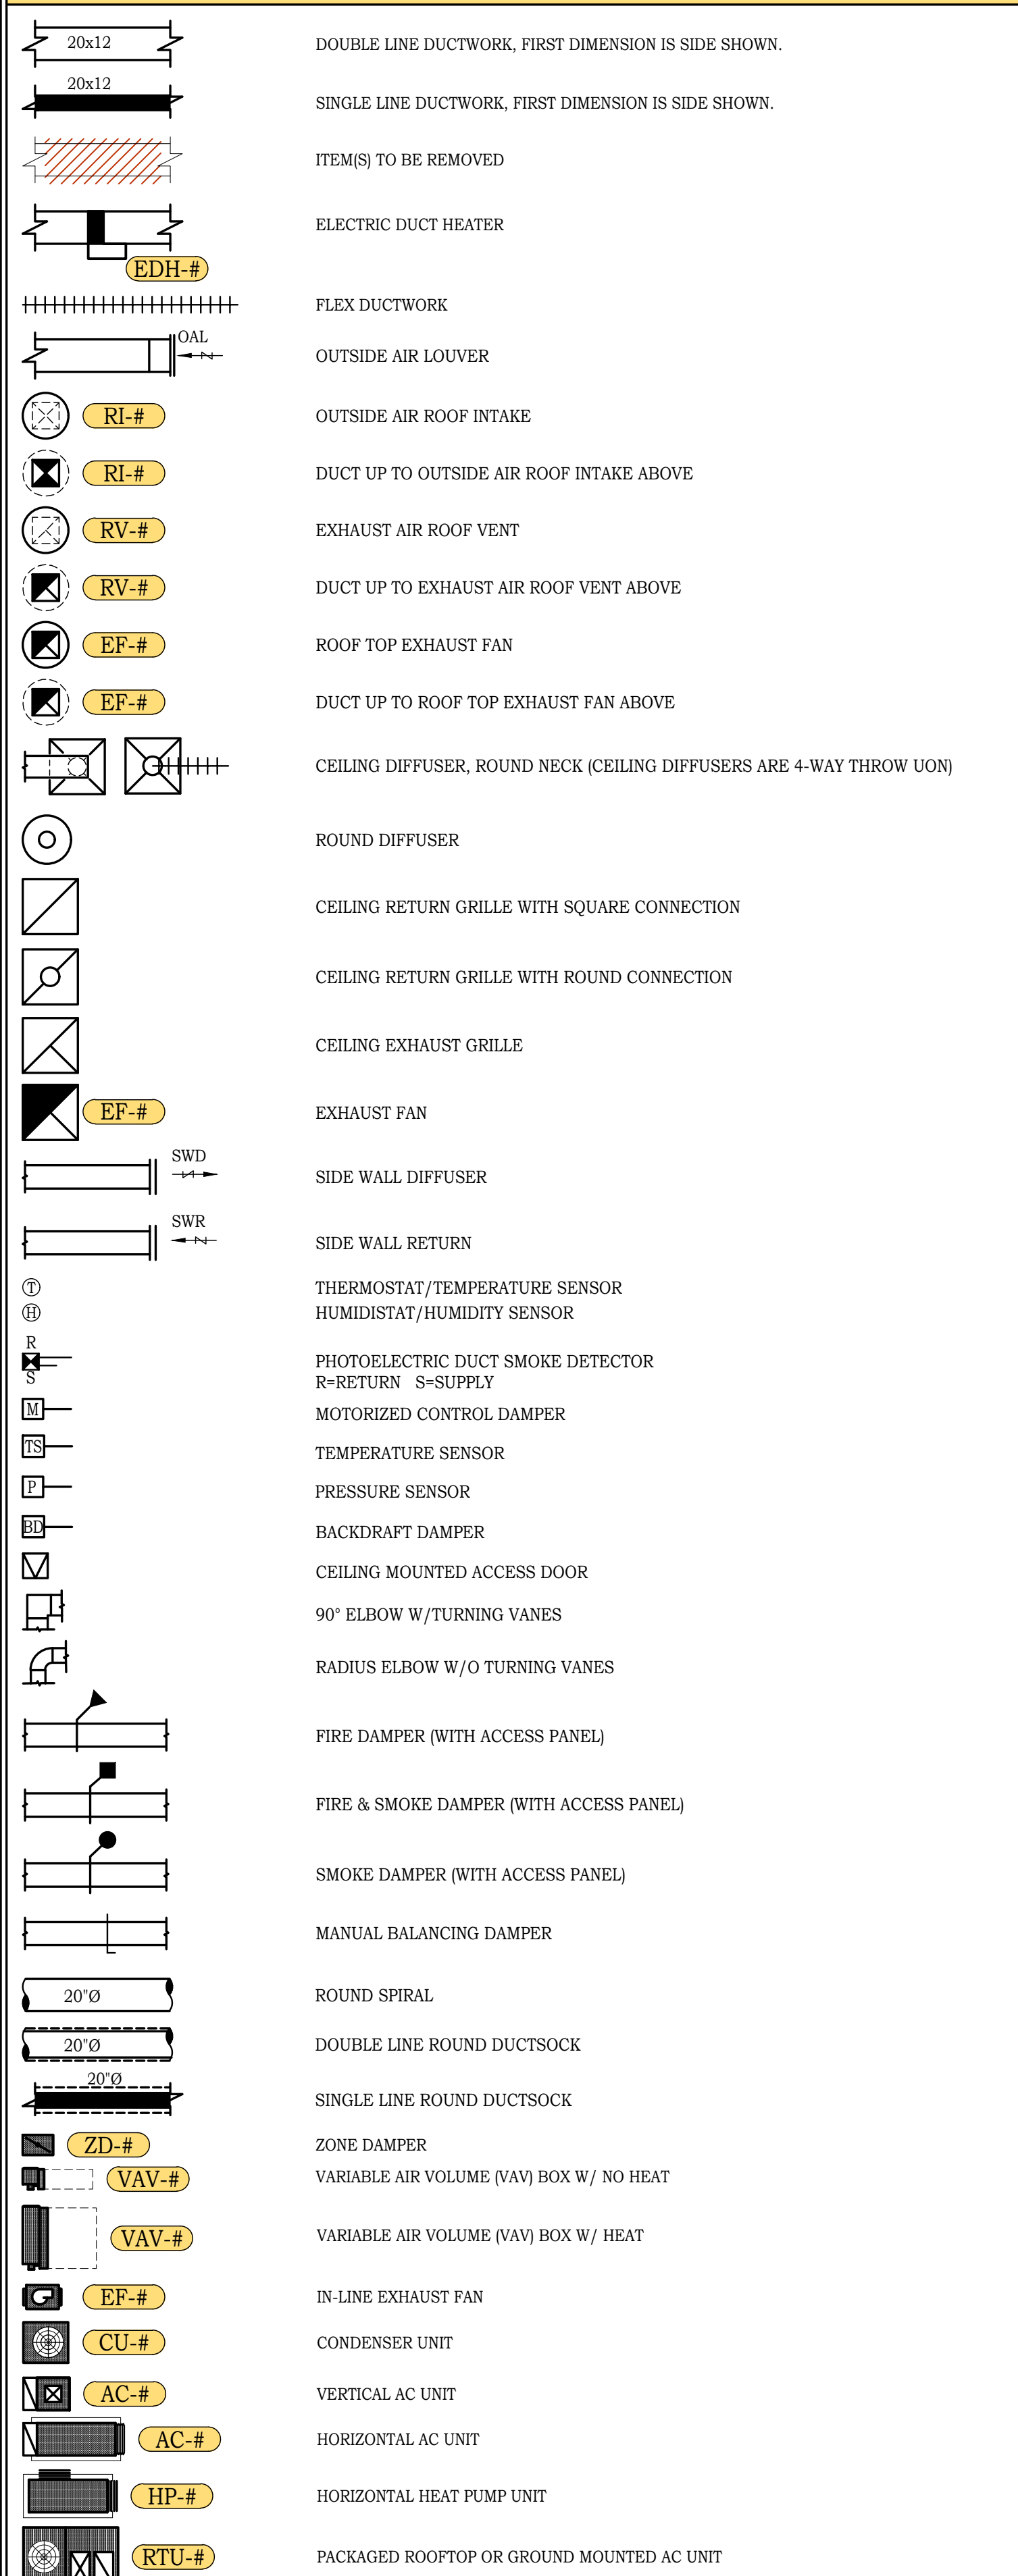 20x12
DOUBLE LINE DUCTWORK, FIRST DIMENSION IS SIDE SHOWN.
20x12
SINGLE LINE DUCTWORK, FIRST DIMENSION IS SIDE SHOWN.
ITEM(S) TO BE REMOVED
ELECTRIC DUCT HEATER
EDH-#
FLEX DUCTWORK
OAL
OUTSIDE AIR LOUVER
RI-#
OUTSIDE AIR ROOF INTAKE
RI-#
DUCT UP TO OUTSIDE AIR ROOF INTAKE ABOVE
RV-#
EXHAUST AIR ROOF VENT
RV-#
DUCT UP TO EXHAUST AIR ROOF VENT ABOVE
EF-#
ROOF TOP EXHAUST FAN
EF-#
DUCT UP TO ROOF TOP EXHAUST FAN ABOVE
CEILING DIFFUSER, ROUND NECK (CEILING DIFFUSERS ARE 4-WAY THROW UON)
ROUND DIFFUSER
CEILING RETURN GRILLE WITH SQUARE CONNECTION
CEILING RETURN GRILLE WITH ROUND CONNECTION
CEILING EXHAUST GRILLE
EF-#
EXHAUST FAN
SWD
SIDE WALL DIFFUSER
SWR
SIDE WALL RETURN
T
THERMOSTAT/TEMPERATURE SENSOR
H
HUMIDISTAT/HUMIDITY SENSOR
R
S
PHOTOELECTRIC DUCT SMOKE DETECTOR
R=RETURN S=SUPPLY
M
MOTORIZED CONTROL DAMPER
TS
TEMPERATURE SENSOR
P
PRESSURE SENSOR
BD
BACKDRAFT DAMPER
CEILING MOUNTED ACCESS DOOR
90° ELBOW W/TURNING VANES
RADIUS ELBOW W/O TURNING VANES
FIRE DAMPER (WITH ACCESS PANEL)
FIRE & SMOKE DAMPER (WITH ACCESS PANEL)
SMOKE DAMPER (WITH ACCESS PANEL)
MANUAL BALANCING DAMPER
20"Ø
ROUND SPIRAL
20"Ø
DOUBLE LINE ROUND DUCTSOCK
20"Ø
SINGLE LINE ROUND DUCTSOCK
ZD-#
ZONE DAMPER
VAV-#
VARIABLE AIR VOLUME (VAV) BOX W/ NO HEAT
VAV-#
VARIABLE AIR VOLUME (VAV) BOX W/ HEAT
EF-#
IN-LINE EXHAUST FAN
CU-#
CONDENSER UNIT
AC-#
VERTICAL AC UNIT
AC-#
HORIZONTAL AC UNIT
HP-#
HORIZONTAL HEAT PUMP UNIT
RTU-#
PACKAGED ROOFTOP OR GROUND MOUNTED AC UNIT